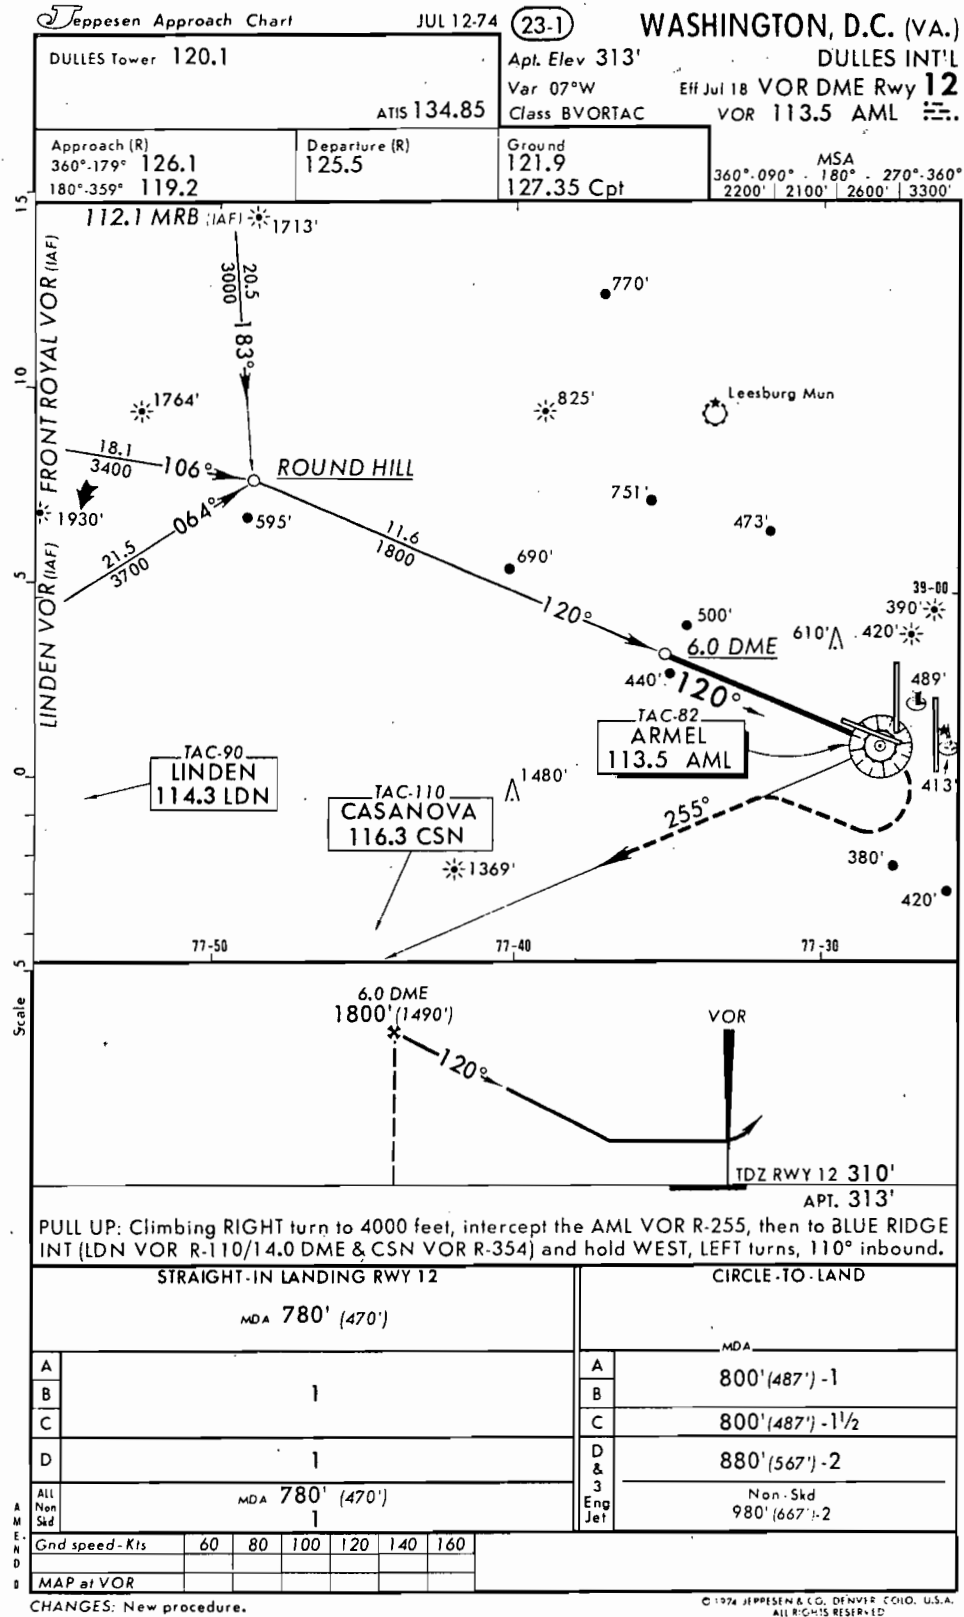 Jeppesen Approach Chart JUL 12-74 23-1 WASHINGTON, D.C. (VA.)
DULLES Tower 120.1
Apt. Elev 313' DULLES INT'L
Var 07°W Eff Jul 18 VOR DME Rwy 12
ATIS 134.85 Class BVORTAC VOR 113.5 AML
Approach (R)
360°-179° 126.1
180°-359° 119.2
Departure (R)
125.5
Ground
121.9
127.35 Cpt
MSA
360°-090° - 180° - 270°-360°
2200' 2100' 2600' 3300'
15
112.1 MRB (IAF) 1713'
20.5
3000
183°
770'
10
FRONT ROYAL VOR (IAF)
1764'
825'
Leesburg Mun
18.1
3400
106°
ROUND HILL
1930'
064°
595'
751'
473'
21.5
3700
11.6
1800
690'
5
LINDEN VOR (IAF)
120°
500'
39-00
390'
610'
420'
6.0 DME
440'
120°
489'
TAC-82
ARMEL
113.5 AML
TAC-90
LINDEN
114.3 LDN
0
1480'
413'
TAC-110
CASANOVA
116.3 CSN
255°
1369'
380'
420'
77-50 77-40 77-30
5
Scale
6.0 DME
1800' (1490')
VOR
120°
TDZ RWY 12 310'
APT. 313'
PULL UP: Climbing RIGHT turn to 4000 feet, intercept the AML VOR R-255, then to BLUE RIDGE
INT (LDN VOR R-110/14.0 DME & CSN VOR R-354) and hold WEST, LEFT turns, 110° inbound.
STRAIGHT-IN LANDING RWY 12
MDA 780' (470')
A
B
C
1
D
1
ALL
Non
Skd
MDA 780' (470')
1
CIRCLE-TO-LAND
MDA
A
B
800' (487') -1
C
800' (487') -1½
D
&
3
Eng
Jet
880' (567') -2
Non-Skd
980' (667')-2
AMEND
Gnd speed-Kts 60 80 100 120 140 160
MAP at VOR
CHANGES: New procedure.
© 1974 JEPPESEN & CO, DENVER COLO. U.S.A.
ALL RIGHTS RESERVED